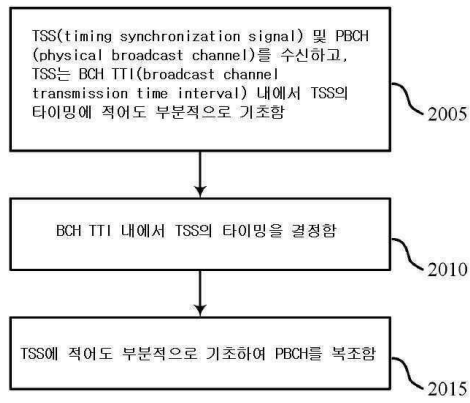 TSS(timing synchronization signal) 및 PBCH
(physical broadcast channel)를 수신하고,
TSS는 BCH TTI(broadcast channel
transmission time interval) 내에서 TSS의
타이밍에 적어도 부분적으로 기초함
2005
BCH TTI 내에서 TSS의 타이밍을 결정함
2010
TSS에 적어도 부분적으로 기초하여 PBCH를 복조함
2015